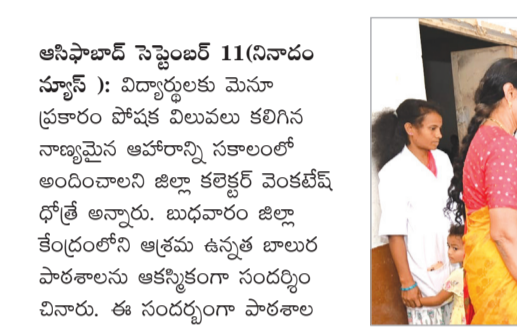 ఆసిఫాబాద్ సెప్టెంబర్ 11(నినాదం
న్యూస్ ): విద్యార్థులకు మెనూ
ప్రకారం పోషక విలువలు కలిగిన
నాణ్యమైన ఆహారాన్ని సకాలంలో
అందించాలని జిల్లా కలెక్టర్ వెంకటేష్
ధోత్రే అన్నారు. బుధవారం జిల్లా
కేంద్రంలోని ఆశ్రమ ఉన్నత బాలుర
పాఠశాలను ఆకస్మికంగా సందర్శిం
చినారు. ఈ సందర్భంగా పాఠశాల